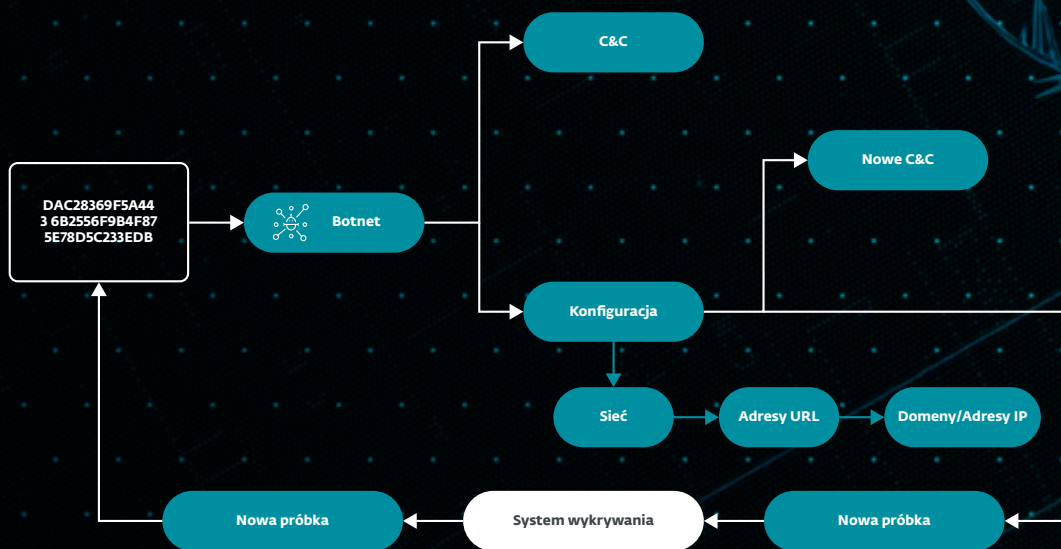 C&C
Nowe C&C
DAC28369F5A44
3 6B2556F9B4F87
5E78D5C233EDB
Botnet
Konfiguracja
Sieć
Adresy URL
Domeny/Adresy IP
Nowa próbka
System wykrywania
Nowa próbka